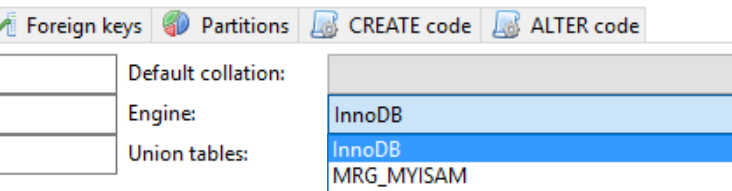 Foreign keys Partitions CREATE code ALTER code
Default collation:
Engine: InnoDB
Union tables: InnoDB
MRG_MYISAM